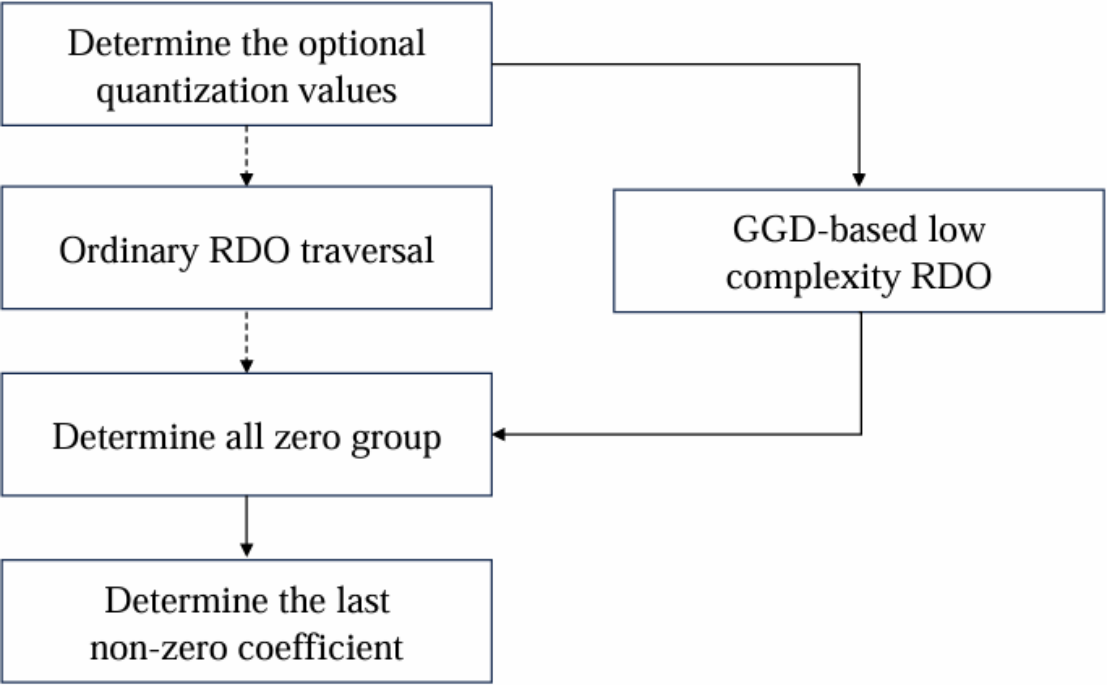 Determine the optional
quantization values
Ordinary RDO traversal
GGD-based low
complexity RDO
Determine all zero group
Determine the last
non-zero coefficient